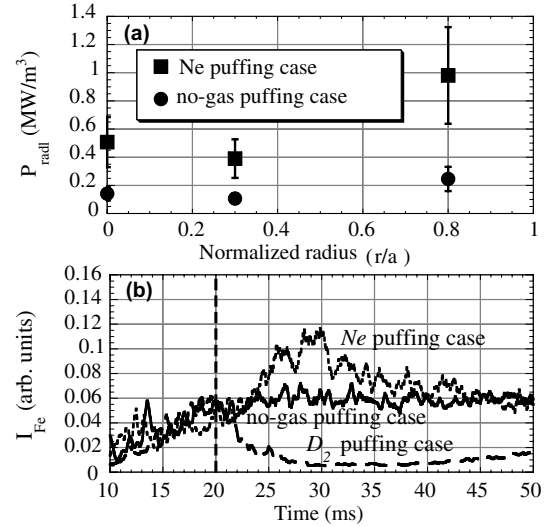 (a)
1.4
1.2
1
0.8
0.6
0.4
0.2
0
P_radl (MW/m³)
Ne puffing case
no-gas puffing case
0 0.2 0.4 0.6 0.8 1
Normalized radius (r/a )
(b)
0.16
0.14
0.12
0.1
0.08
0.06
0.04
0.02
0
I_Fe (arb. units)
Ne puffing case
no-gas puffing case
D₂ puffing case
10 15 20 25 30 35 40 45 50
Time (ms)